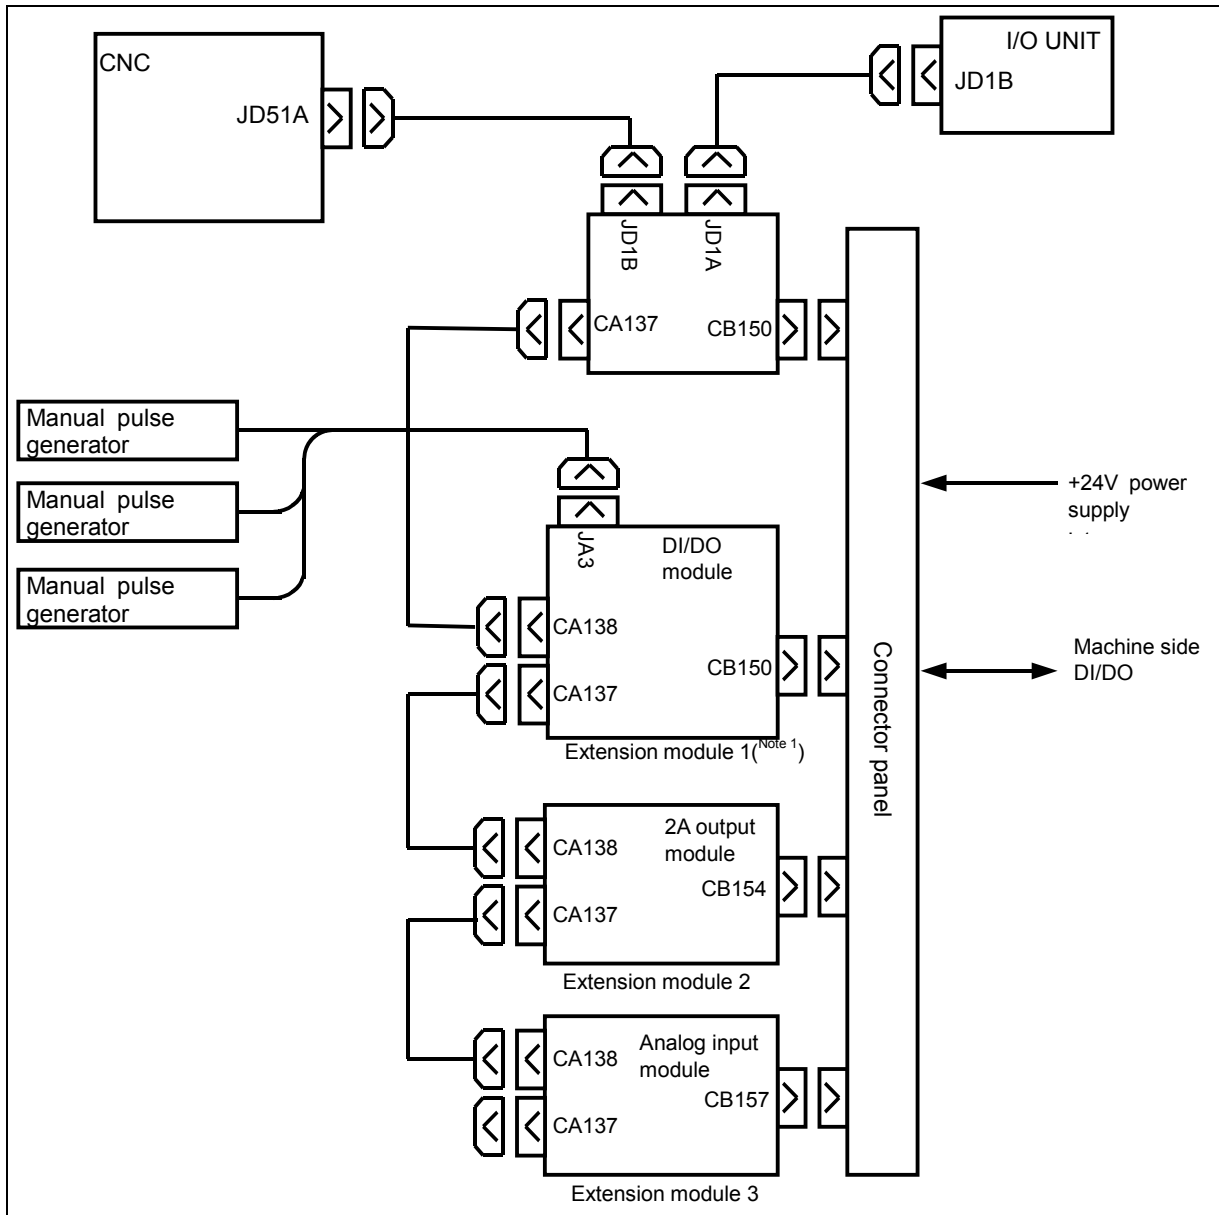 CNC
JD51A
I/O UNIT
JD1B
JD1B
JD1A
CA137
CB150
Manual pulse
generator
Manual pulse
generator
Manual pulse
generator
JA3
DI/DO
module
CA138
CA137
CB150
Extension module 1(Note 1)
+24V power
supply
Machine side
DI/DO
Connector panel
CA138
2A output
module
CB154
CA137
Extension module 2
CA138
Analog input
module
CB157
CA137
Extension module 3